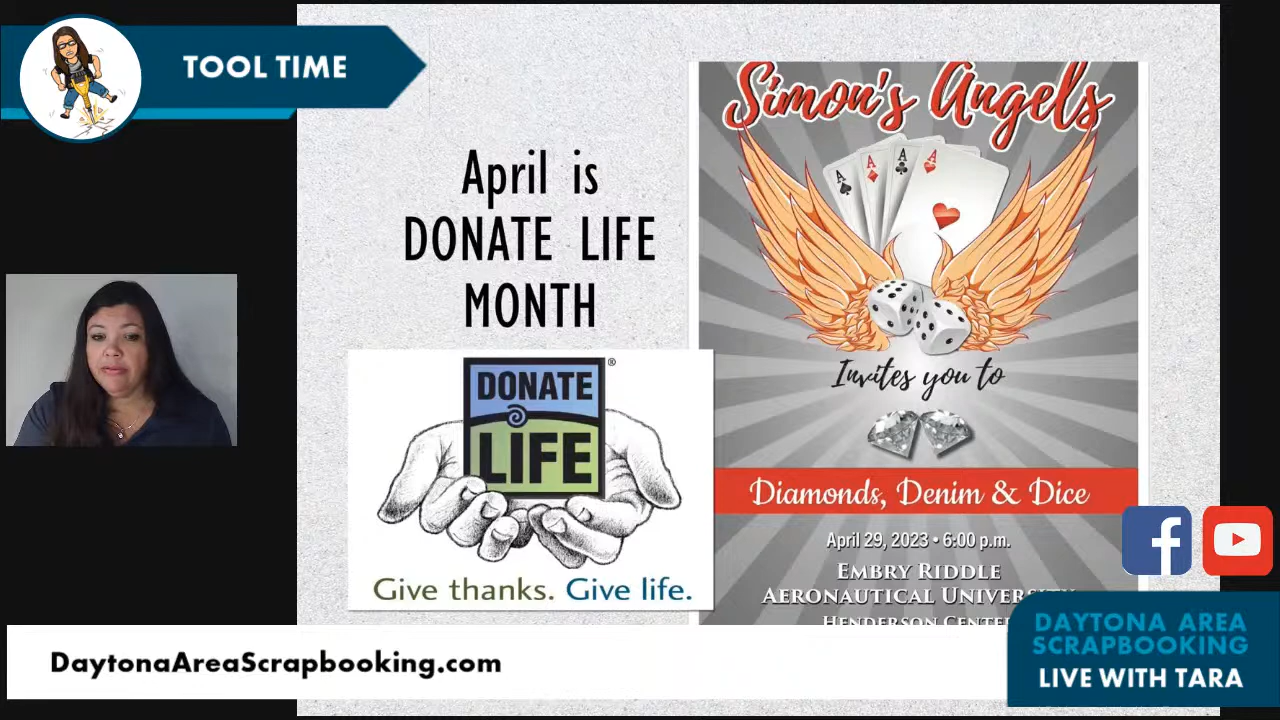 TOOL TIME
April is
DONATE LIFE
MONTH
DONATE
LIFE
®
Give thanks. Give life.
Simon's Angels
A A A A
Invites you to
Diamonds, Denim & Dice
April 29, 2023 • 6:00 p.m.
EMBRY RIDDLE
AERONAUTICAL UNIVERSITY
HENDERSON CENTER
DaytonaAreaScrapbooking.com
DAYTONA AREA
SCRAPBOOKING
LIVE WITH TARA